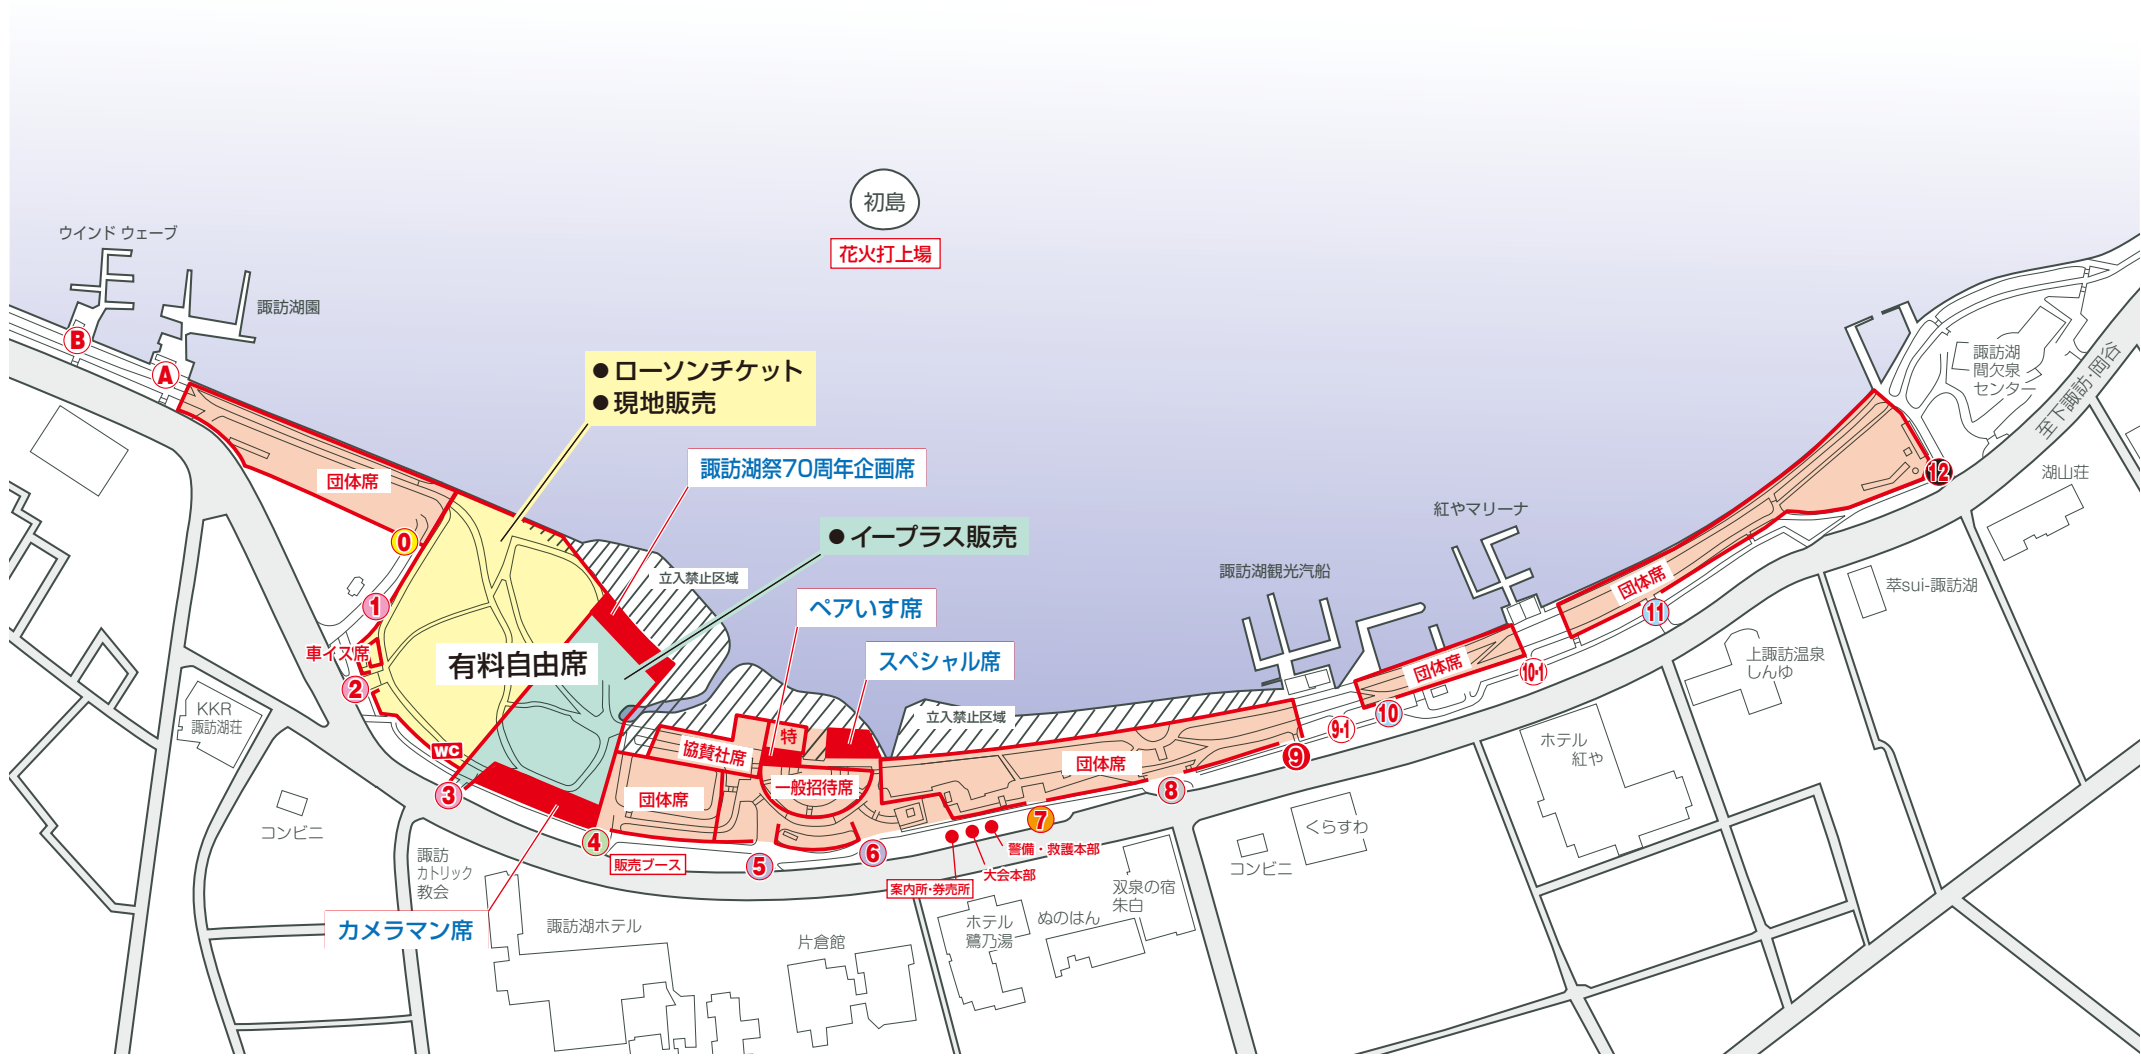 初島
花火打上場
ウインド ウェーブ
諏訪湖園
B
A
●ローソンチケット
●現地販売
諏訪湖祭70周年企画席
●イープラス販売
団体席
0
立入禁止区域
ペアいす席
スペシャル席
1
車イス席
2
有料自由席
KKR
諏訪湖荘
WC
3
協賛社席
特
一般招待席
団体席
4
販売ブース
5
6
立入禁止区域
団体席
7
8
9
9-1
諏訪湖観光汽船
紅やマリーナ
団体席
10
10-1
団体席
11
12
諏訪湖
間欠泉
センター
至下諏訪・岡谷
湖山荘
萃sui-諏訪湖
上諏訪温泉
しんゆ
ホテル
紅や
くらすわ
コンビニ
警備・救護本部
大会本部
案内所・券売所
双泉の宿
朱白
ぬのはん
ホテル
鷺乃湯
片倉館
諏訪湖ホテル
カメラマン席
諏訪
カトリック
教会
コンビニ